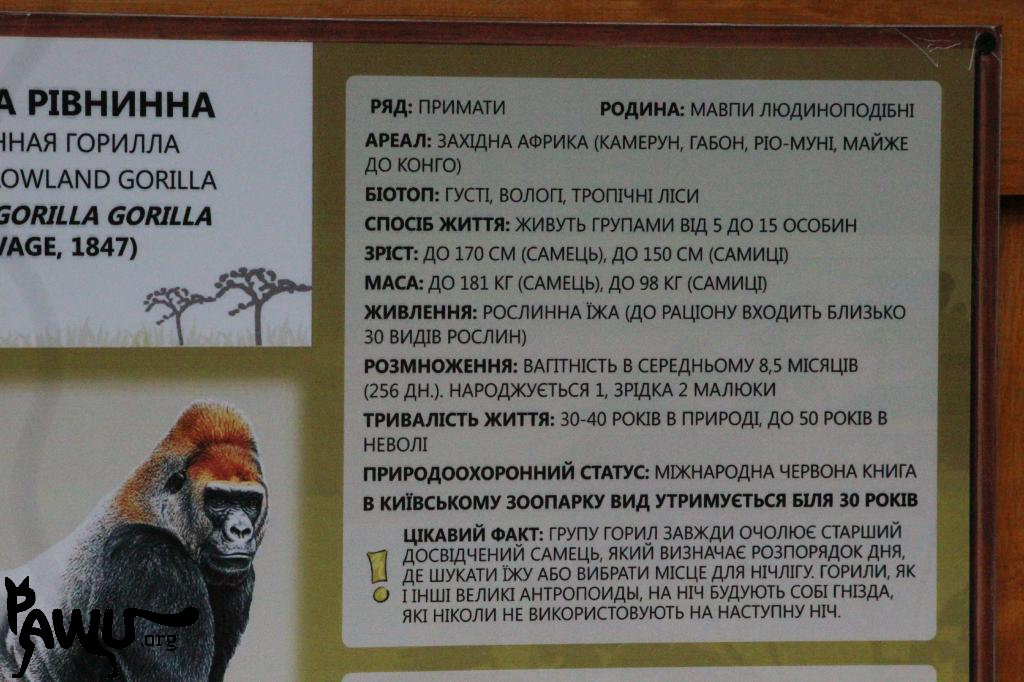 А РІВНИННА
ННАЯ ГОРИЛЛА
OWLAND GORILLA
GORILLA GORILLA
VAGE, 1847)
РЯД: ПРИМАТИ РОДИНА: МАВПИ ЛЮДИНОПОДІБНІ
АРЕАЛ: ЗАХІДНА АФРИКА (КАМЕРУН, ГАБОН, РІО-МУНІ, МАЙЖЕ
ДО КОНГО)
БІОТОП: ГУСТІ, ВОЛОГІ, ТРОПІЧНІ ЛІСИ
СПОСІБ ЖИТТЯ: ЖИВУТЬ ГРУПАМИ ВІД 5 ДО 15 ОСОБИН
ЗРІСТ: ДО 170 СМ (САМЕЦЬ), ДО 150 СМ (САМИЦІ)
МАСА: ДО 181 КГ (САМЕЦЬ), ДО 98 КГ (САМИЦІ)
ЖИВЛЕННЯ: РОСЛИННА ЇЖА (ДО РАЦІОНУ ВХОДИТЬ БЛИЗЬКО
30 ВИДІВ РОСЛИН)
РОЗМНОЖЕННЯ: ВАГІТНІСТЬ В СЕРЕДНЬОМУ 8,5 МІСЯЦІВ
(256 ДН.). НАРОДЖУЄТЬСЯ 1, ЗРІДКА 2 МАЛЮКИ
ТРИВАЛІСТЬ ЖИТТЯ: 30-40 РОКІВ В ПРИРОДІ, ДО 50 РОКІВ В
НЕВОЛІ
ПРИРОДООХОРОННИЙ СТАТУС: МІЖНАРОДНА ЧЕРВОНА КНИГА
В КИЇВСЬКОМУ ЗООПАРКУ ВИД УТРИМУЄТЬСЯ БІЛЯ 30 РОКІВ
ЦІКАВИЙ ФАКТ: ГРУПУ ГОРИЛ ЗАВЖДИ ОЧОЛЮЄ СТАРШИЙ
ДОСВІДЧЕНИЙ САМЕЦЬ, ЯКИЙ ВИЗНАЧАЄ РОЗПОРЯДОК ДНЯ,
ДЕ ШУКАТИ ЇЖУ АБО ВИБРАТИ МІСЦЕ ДЛЯ НІЧЛІГУ. ГОРИЛИ, ЯК
І ІНШІ ВЕЛИКІ АНТРОПОЇДИ, НА НІЧ БУДУЮТЬ СОБІ ГНІЗДА,
ЯКІ НІКОЛИ НЕ ВИКОРИСТОВУЮТЬ НА НАСТУПНУ НІЧ.
PAWU.org